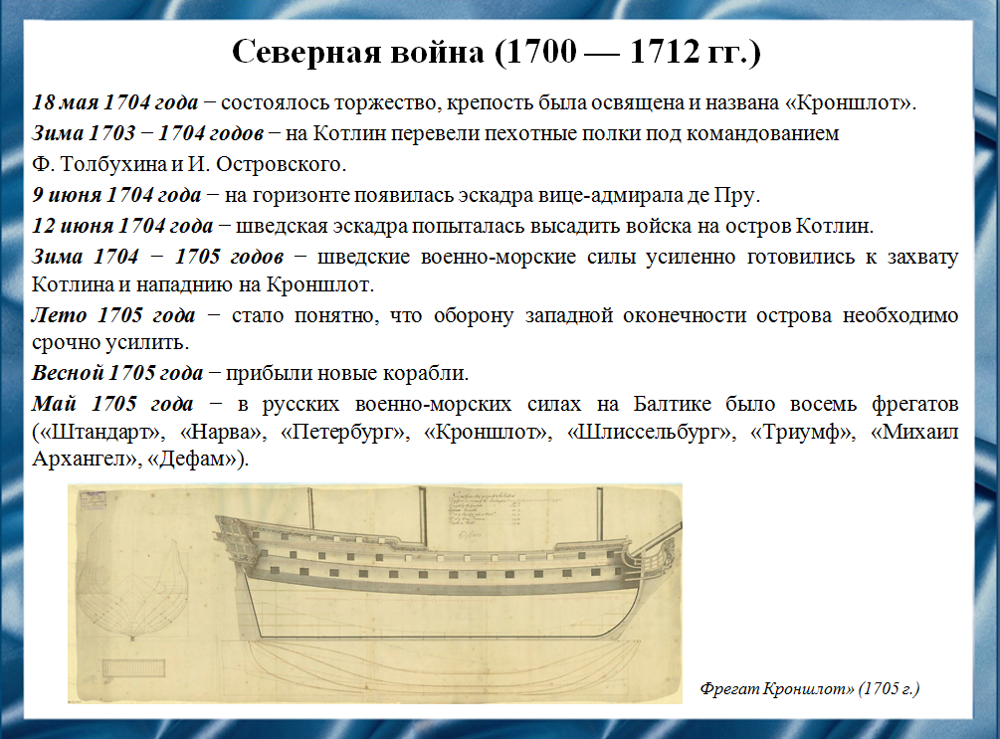 Северная война (1700 — 1712 гг.)
18 мая 1704 года − состоялось торжество, крепость была освящена и названа «Кроншлот».
Зима 1703 − 1704 годов − на Котлин перевели пехотные полки под командованием
Ф. Толбухина и И. Островского.
9 июня 1704 года − на горизонте появилась эскадра вице-адмирала де Пру.
12 июня 1704 года − шведская эскадра попыталась высадить войска на остров Котлин.
Зима 1704 − 1705 годов − шведские военно-морские силы усиленно готовились к захвату
Котлина и нападнию на Кроншлот.
Лето 1705 года − стало понятно, что оборону западной оконечности острова необходимо
срочно усилить.
Весной 1705 года − прибыли новые корабли.
Май 1705 года − в русских военно-морских силах на Балтике было восемь фрегатов
(«Штандарт», «Нарва», «Петербург», «Кроншлот», «Шлиссельбург», «Триумф», «Михаил
Архангел», «Дефам»).
Фрегат Кроншлот» (1705 г.)